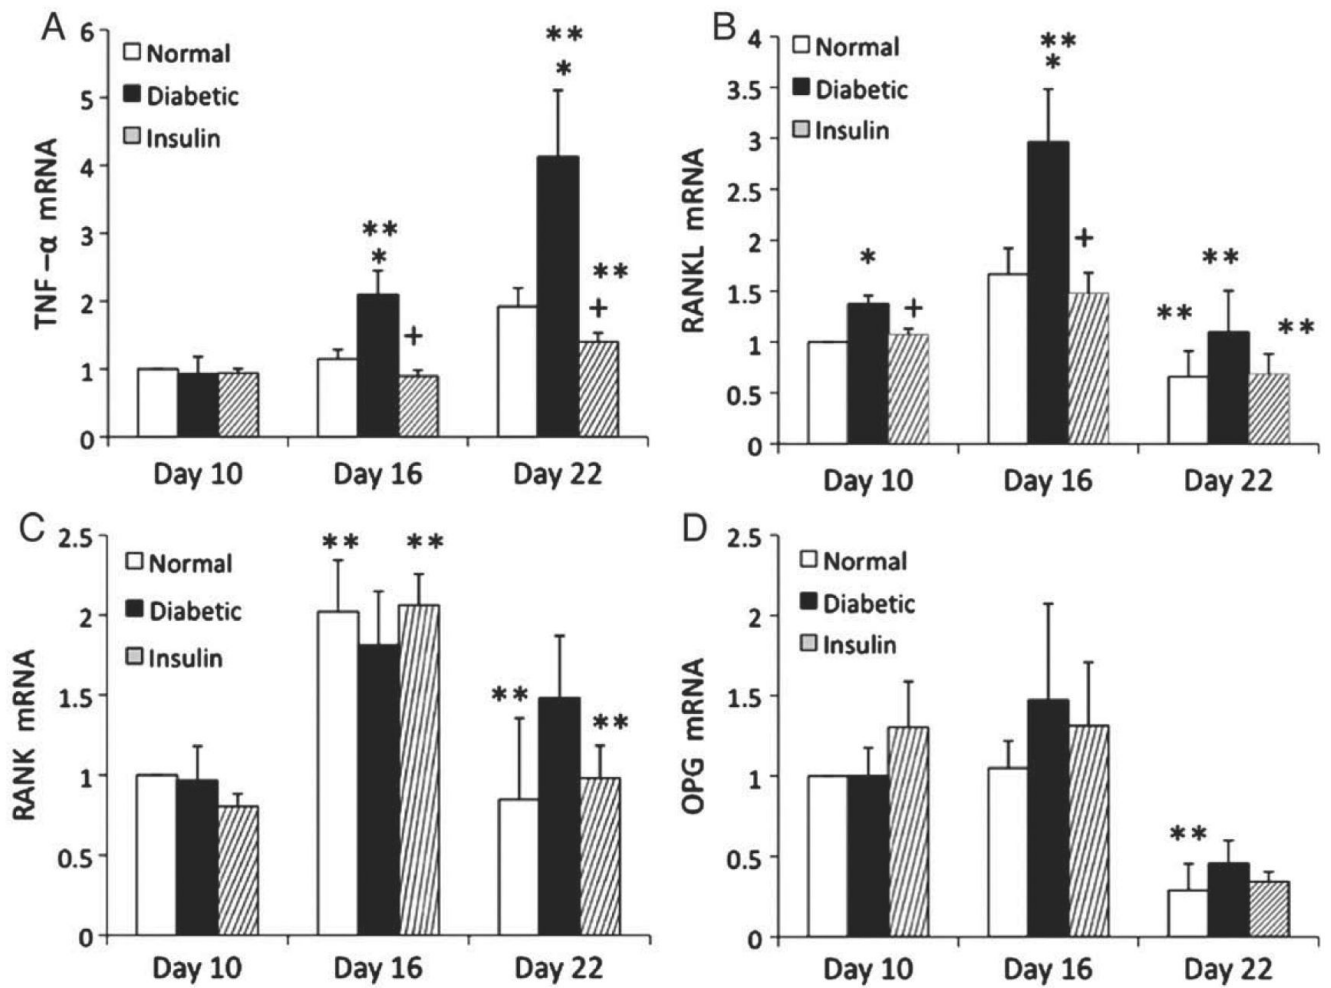 A
TNF–α mRNA
6
5
4
3
2
1
0
Normal
Diabetic
Insulin
**
*
+
**
*
**
+
Day 10 Day 16 Day 22
B
RANKL mRNA
4
3.5
3
2.5
2
1.5
1
0.5
0
Normal
Diabetic
Insulin
*
+
**
*
+
**
**
**
Day 10 Day 16 Day 22
C
RANK mRNA
2.5
2
1.5
1
0.5
0
Normal
Diabetic
Insulin
** **
**
**
Day 10 Day 16 Day 22
D
OPG mRNA
2.5
2
1.5
1
0.5
0
Normal
Diabetic
Insulin
**
Day 10 Day 16 Day 22